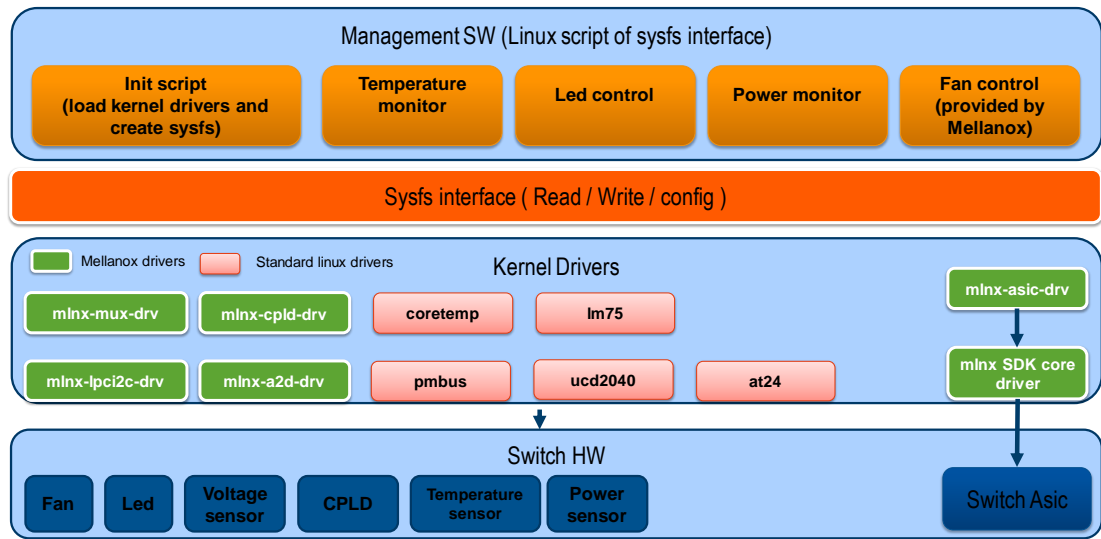 Management SW (Linux script of sysfs interface)
Init script
(load kernel drivers and
create sysfs)
Temperature
monitor
Led control
Power monitor
Fan control
(provided by
Mellanox)
Sysfs interface ( Read / Write / config )
Mellanox drivers
Standard linux drivers
Kernel Drivers
mlnx-mux-drv
mlnx-cpld-drv
coretemp
lm75
mlnx-asic-drv
mlnx-lpci2c-drv
mlnx-a2d-drv
pmbus
ucd2040
at24
mlnx SDK core
driver
Switch HW
Fan
Led
Voltage
sensor
CPLD
Temperature
sensor
Power
sensor
Switch Asic